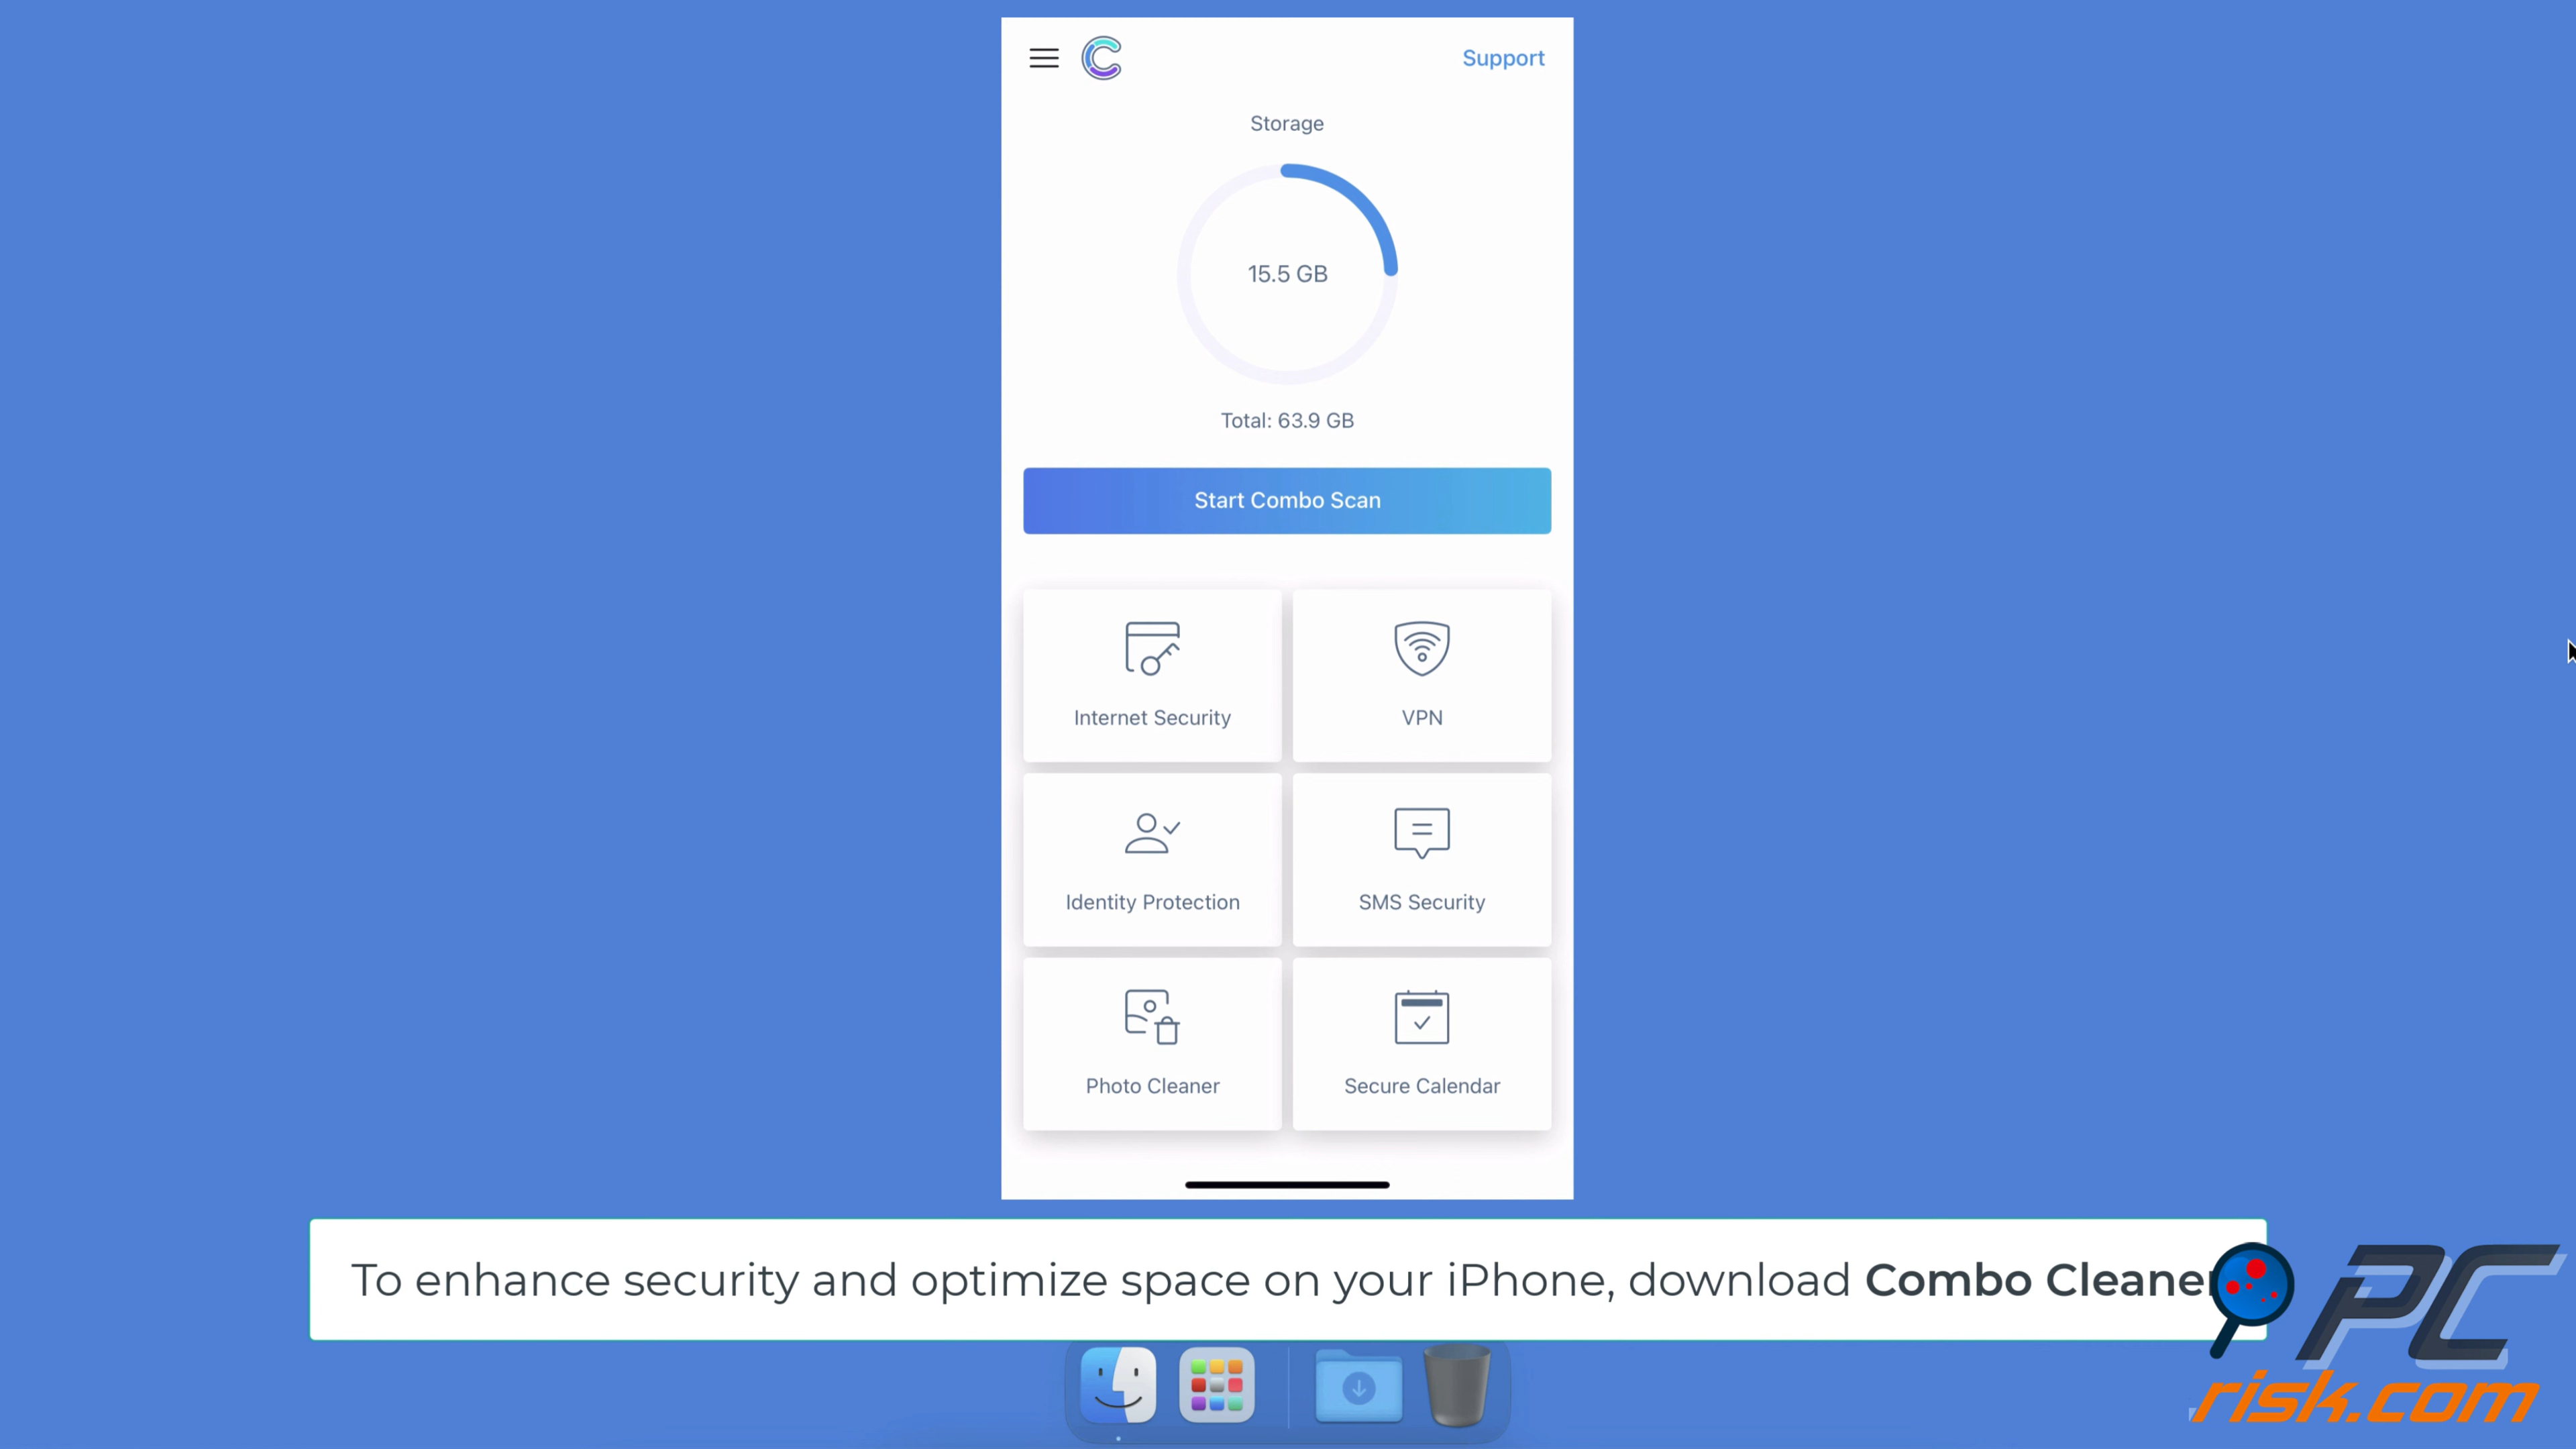 Support
Storage
15.5 GB
Total: 63.9 GB
Start Combo Scan
Internet Security
VPN
Identity Protection
SMS Security
Photo Cleaner
Secure Calendar
To enhance security and optimize space on your iPhone, download Combo Cleaner
PC
risk.com